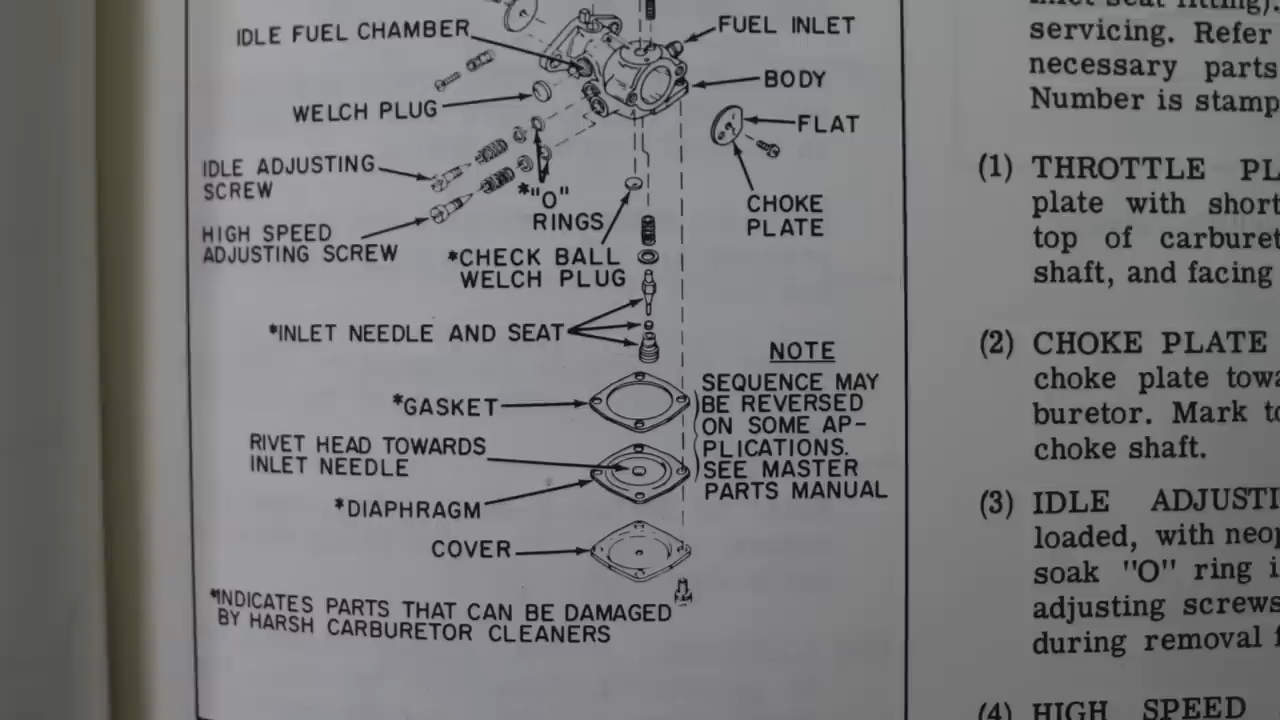 IDLE FUEL CHAMBER
FUEL INLET
BODY
WELCH PLUG
FLAT
IDLE ADJUSTING
SCREW
*"O"
RINGS
CHOKE
PLATE
HIGH SPEED
ADJUSTING SCREW
*CHECK BALL
WELCH PLUG
*INLET NEEDLE AND SEAT
NOTE
SEQUENCE MAY
BE REVERSED
ON SOME AP-
PLICATIONS.
SEE MASTER
PARTS MANUAL
*GASKET
RIVET HEAD TOWARDS
INLET NEEDLE
*DIAPHRAGM
COVER
*INDICATES PARTS THAT CAN BE DAMAGED
BY HARSH CARBURETOR CLEANERS
servicing. Refer
necessary parts
Number is stamp
(1) THROTTLE PL
plate with short
top of carburet
shaft, and facing
(2) CHOKE PLATE
choke plate towa
buretor. Mark to
choke shaft.
(3) IDLE ADJUSTI
loaded, with neop
soak "O" ring i
adjusting screws
during removal f
(4) HIGH SPEED